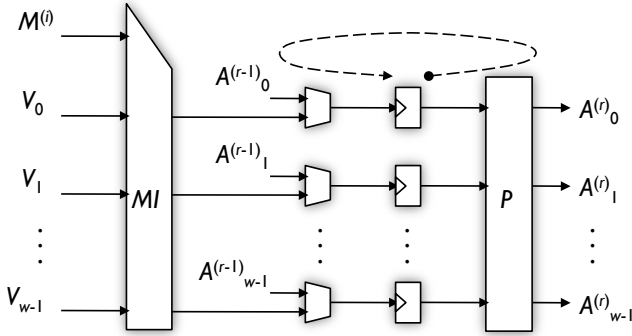 M^(i)
A^(r-1)_0
V_0
A^(r)_0
A^(r-1)_1
V_1
MI
P
A^(r)_1
A^(r-1)_w-1
V_w-1
A^(r)_w-1